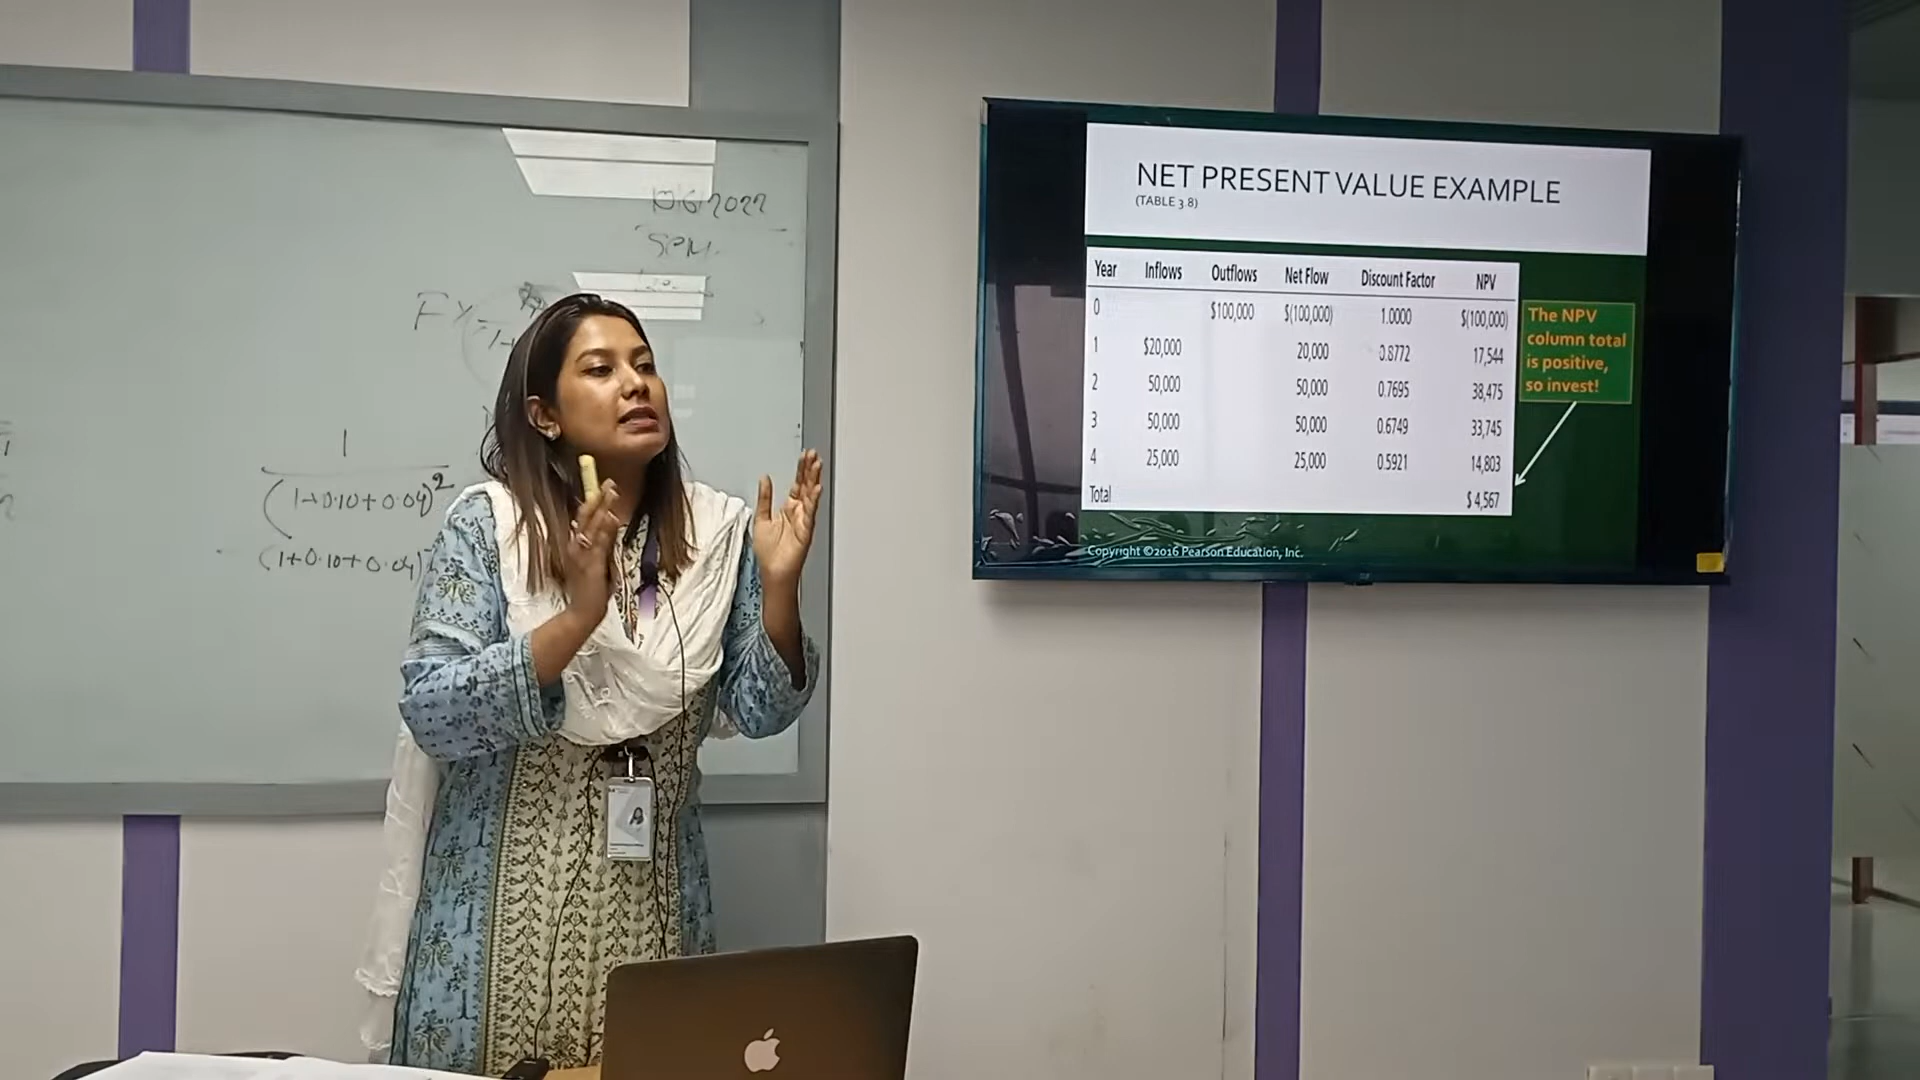 2022
SPM.
F x
1
(1+0.10+0.04)2
(1+0.10+0.04)
NET PRESENT VALUE EXAMPLE
(TABLE 3.8)
Year Inflows Outflows Net Flow Discount Factor NPV
0 $100,000 $(100,000) 1.0000 $(100,000)
1 $20,000 20,000 0.8772 17,544
2 50,000 50,000 0.7695 38,475
3 50,000 50,000 0.6749 33,745
4 25,000 25,000 0.5921 14,803
Total $ 4,567
The NPV
column total
is positive,
so invest!
Copyright ©2016 Pearson Education, Inc.